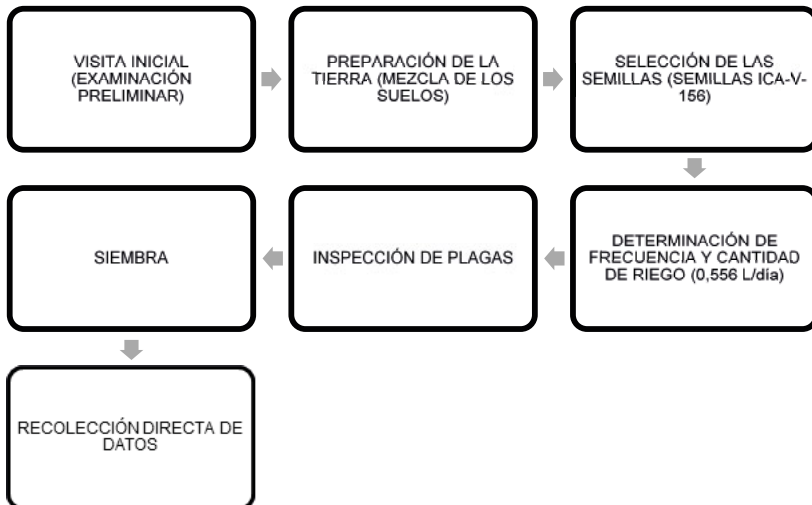 VISITA INICIAL
(EXAMINACIÓN
PRELIMINAR)
PREPARACIÓN DE LA
TIERRA (MEZCLA DE LOS
SUELOS)
SELECCIÓN DE LAS
SEMILLAS (SEMILLAS ICA-V-
156)
DETERMINACIÓN DE
FRECUENCIA Y CANTIDAD
DE RIEGO (0,556 L/día)
INSPECCIÓN DE PLAGAS
SIEMBRA
RECOLECCIÓN DIRECTA DE
DATOS